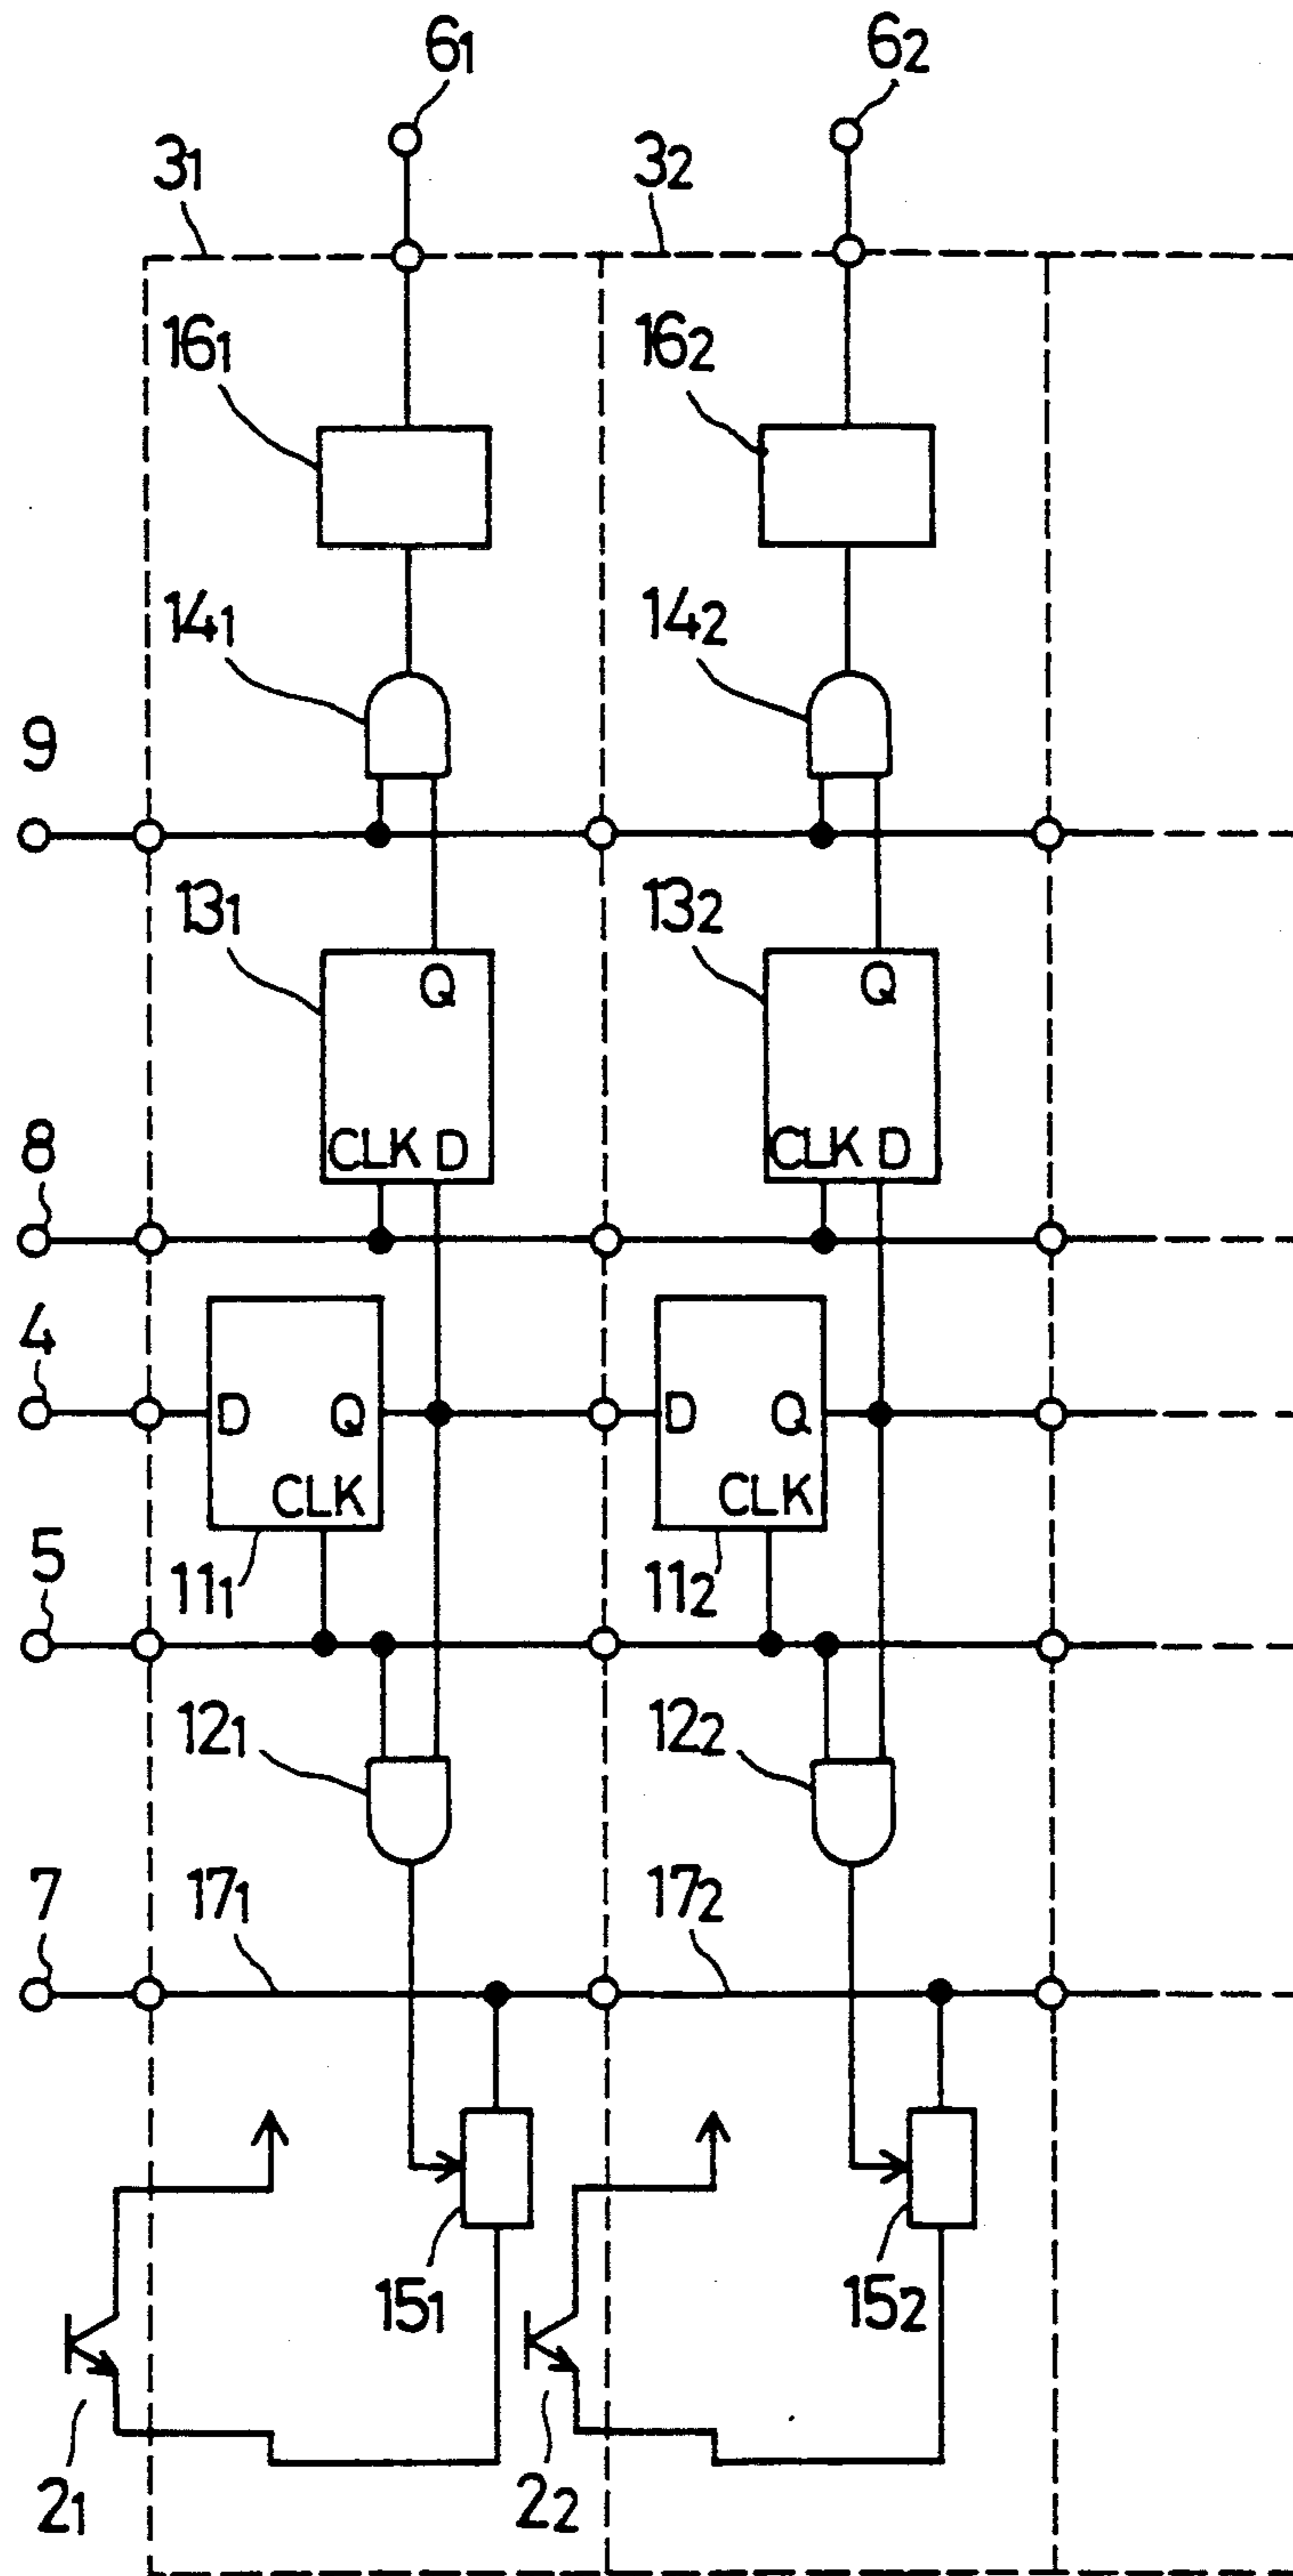 6₁ 6₂
3₁ 3₂
16₁ 16₂
14₁ 14₂
9
13₁ 13₂
Q Q
CLK D CLK D
8
4
D Q D Q
CLK CLK
5
11₁ 11₂
12₁ 12₂
7 17₁ 17₂
15₁ 15₂
2₁ 2₂